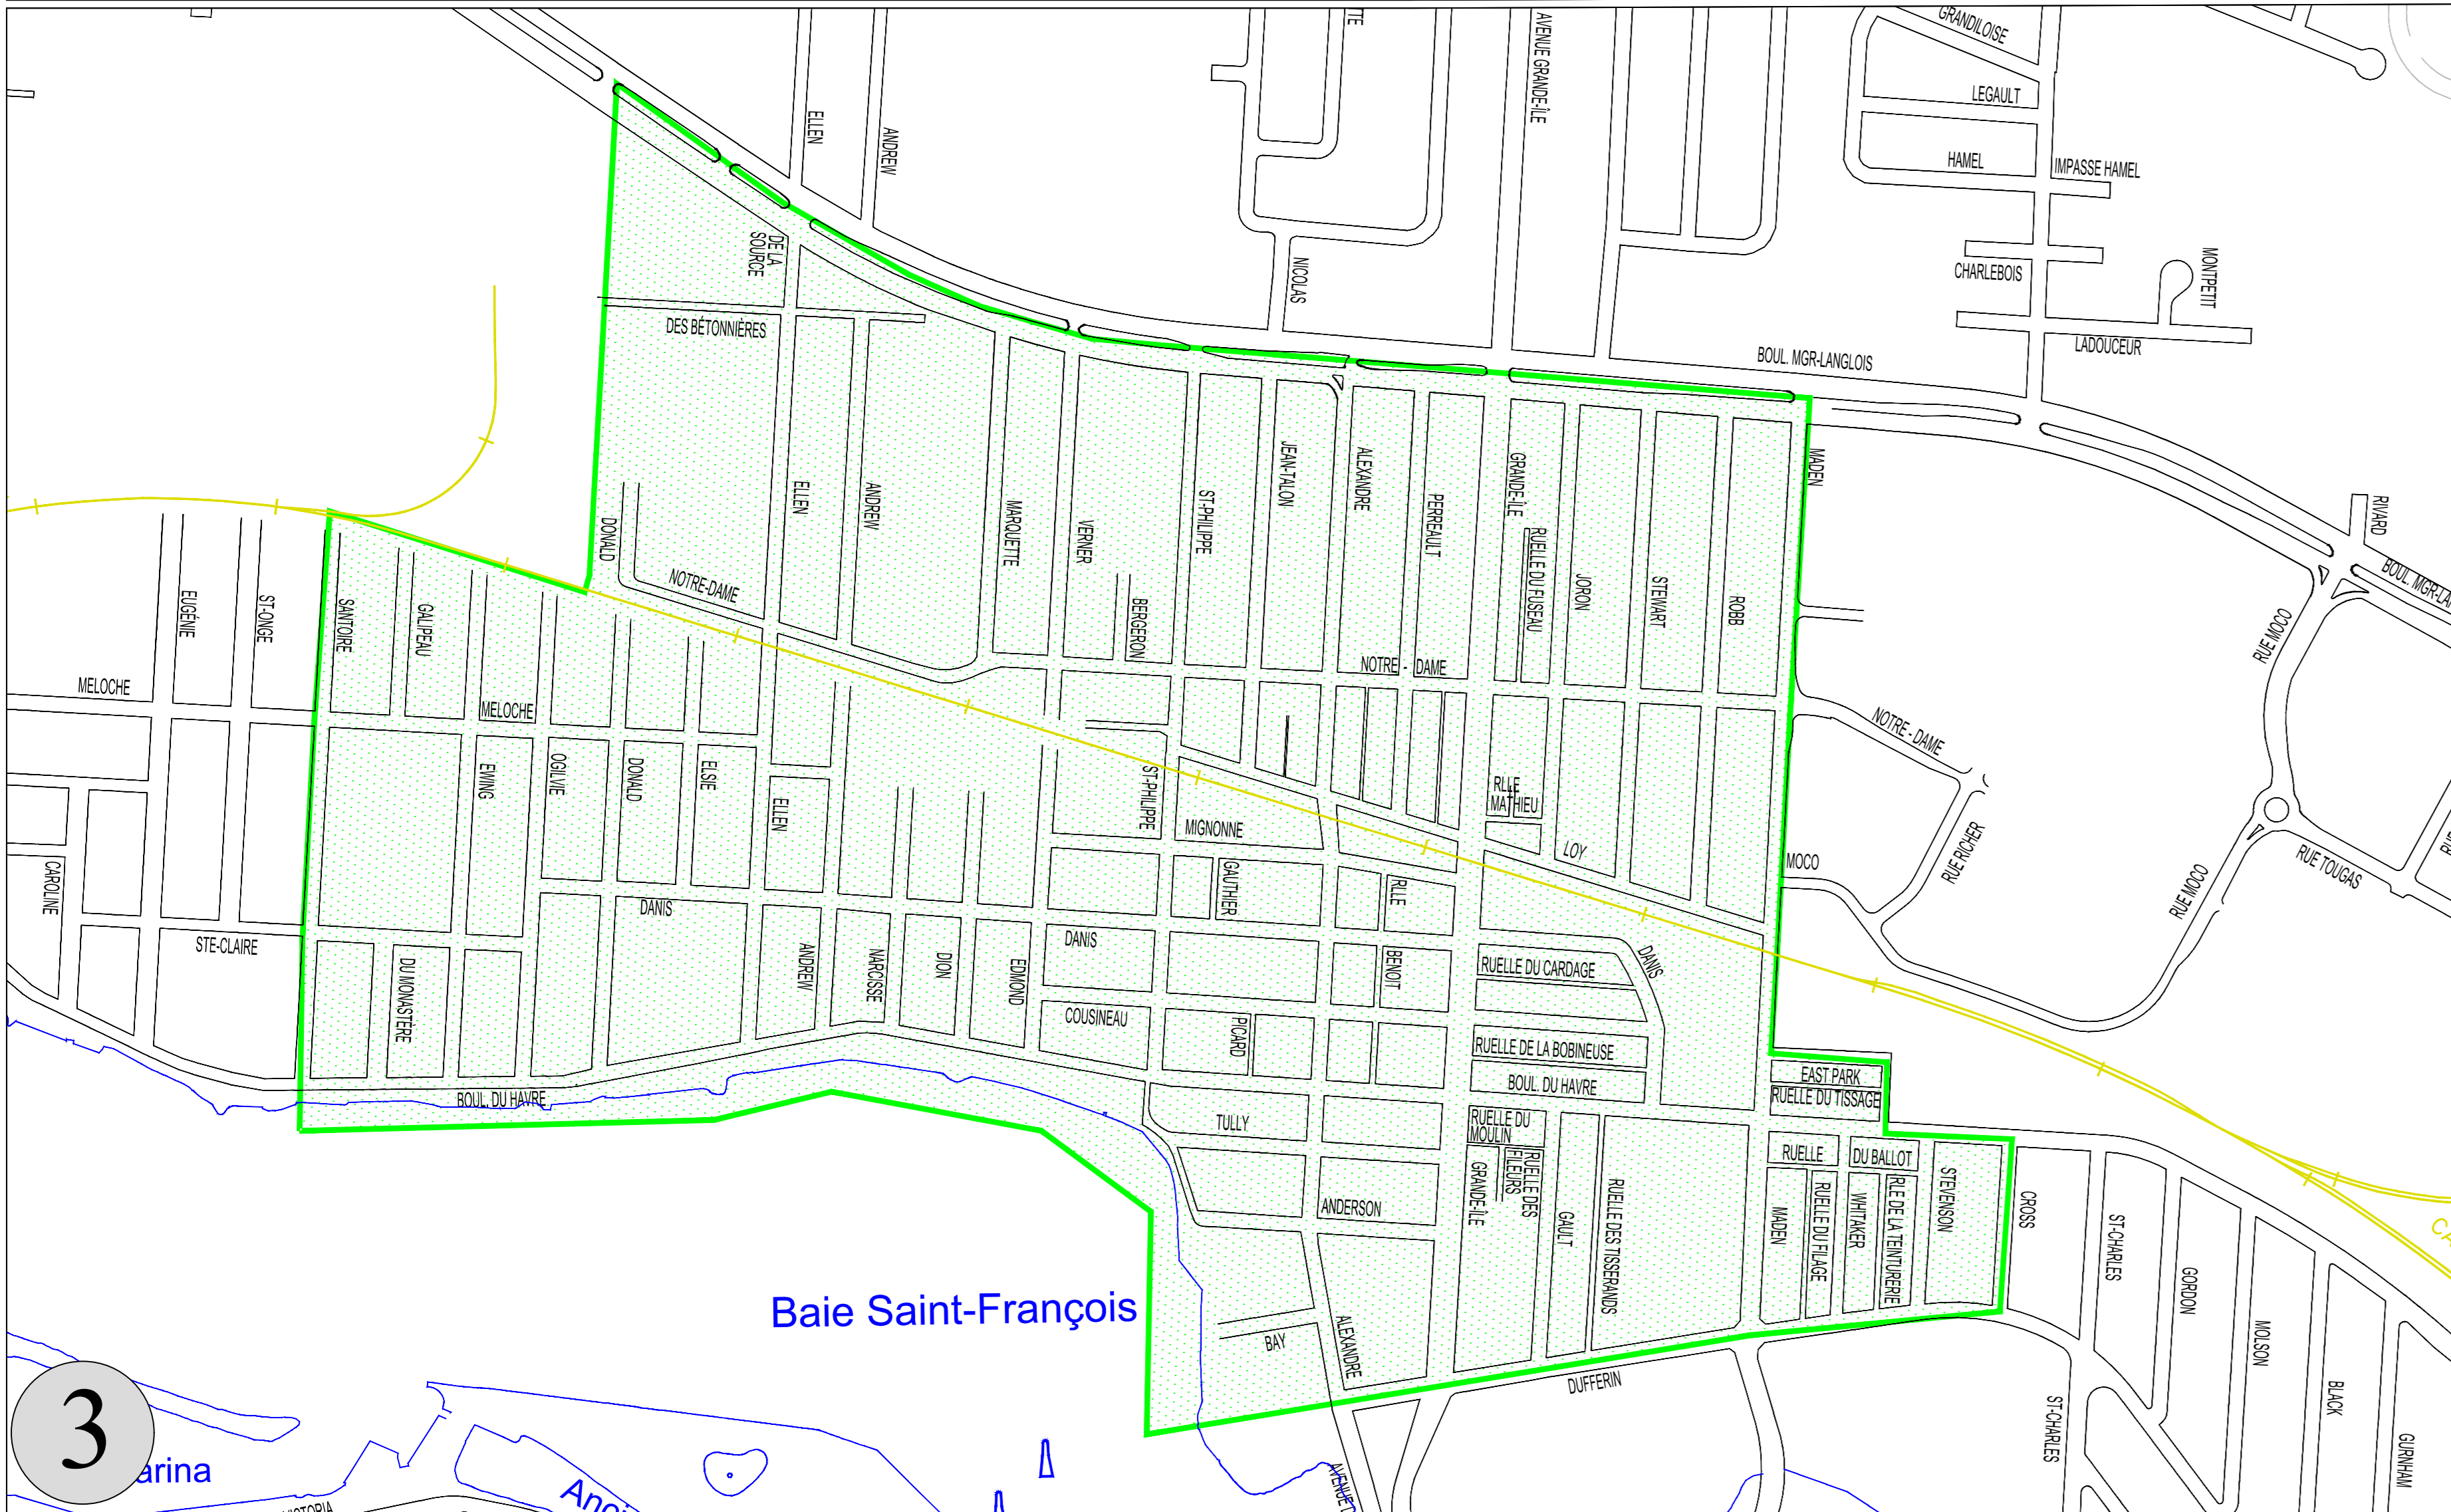 GRANDILOISE
AVENUE GRANDE-ÎLE
LEGAULT
ELLEN
ANDREW
HAMEL
IMPASSE HAMEL
DE LA
SOURCE
NICOLAS
CHARLEBOIS
MONTPETIT
DES BÉTONNIÈRES
LADOUCEUR
BOUL. MGR-LANGLOIS
MADEN
JEAN-TALON
ALEXANDRE
GRANDE-ÎLE
ELLEN
ANDREW
ST-PHILIPPE
PERREAULT
MARQUETTE
VERNER
DONALD
RUELLE DU FUSEAU
RIVARD
BOUL. MGR-LA
JORON
STEWART
ROBB
NOTRE-DAME
EUGÉNIE
ST-ONGE
SANTOIRE
GALIPEAU
BERGERON
RUE MOCO
NOTRE - DAME
MELOCHE
MELOCHE
NOTRE - DAME
EWING
OGILVIE
DONALD
ELSIE
ELLEN
ST-PHILIPPE
RLLE
MATHIEU
MIGNONNE
LOY
MOCO
RUE RICHER
RUE TOUGAS
RUE MOCO
CAROLINE
GAUTHIER
RLLE
DANIS
STE-CLAIRE
DANIS
DANIS
DU MONASTÈRE
ANDREW
NARCISSE
DION
EDMOND
BENOIT
RUELLE DU CARDAGE
COUSINEAU
PICARD
RUELLE DE LA BOBINEUSE
BOUL. DU HAVRE
EAST PARK
RUELLE DU TISSAGE
BOUL. DU HAVRE
TULLY
RUELLE DU
MOULIN
RUELLE
DU BALLOT
GRANDE-ÎLE
RUELLE DES
FILEURS
GAULT
RUELLE DES TISSERANDS
MADEN
RUELLE DU FILAGE
WHITAKER
RLE DE LA TEINTURERIE
STEVENSON
CROSS
ST-CHARLES
GORDON
MOLSON
BLACK
GURNHAM
CA
ANDERSON
Baie Saint-François
BAY
ALEXANDRE
DUFFERIN
ST-CHARLES
3
arina
Anci
AVENUE D